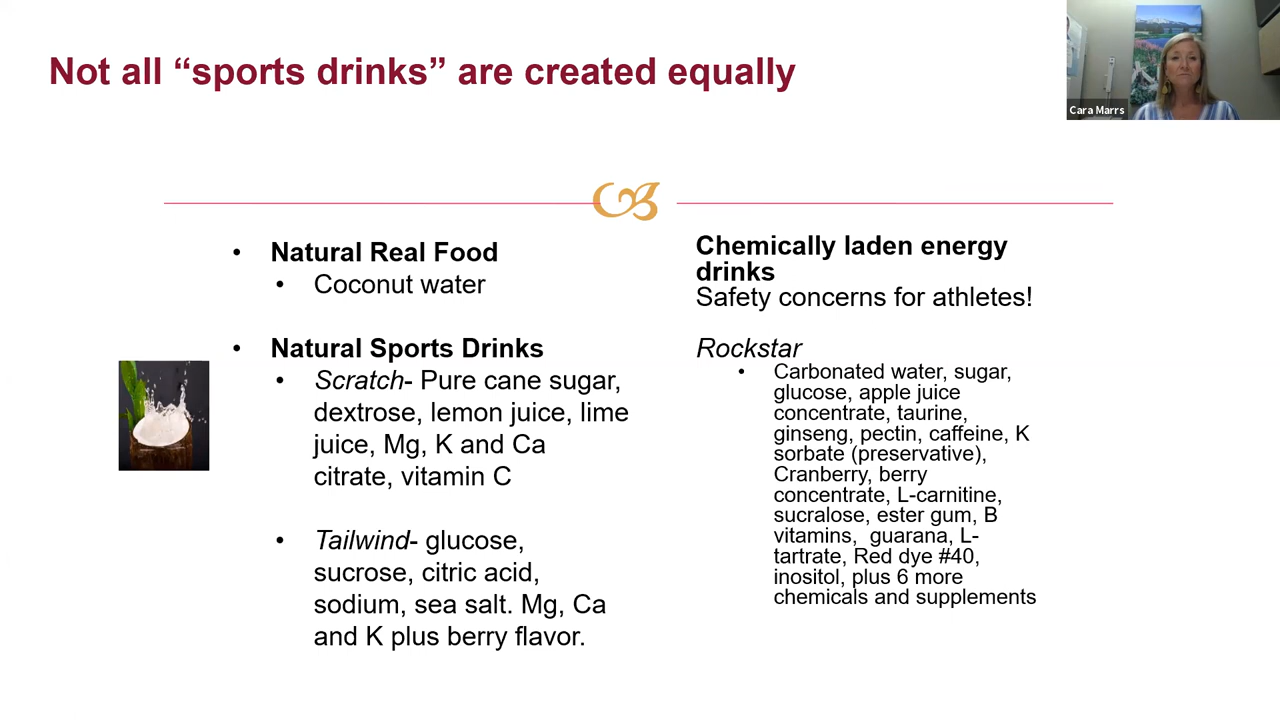 Not all “sports drinks” are created equally
Cara Marrs
• Natural Real Food
• Coconut water
• Natural Sports Drinks
• Scratch- Pure cane sugar,
dextrose, lemon juice, lime
juice, Mg, K and Ca
citrate, vitamin C
• Tailwind- glucose,
sucrose, citric acid,
sodium, sea salt. Mg, Ca
and K plus berry flavor.
Chemically laden energy
drinks
Safety concerns for athletes!
Rockstar
• Carbonated water, sugar,
glucose, apple juice
concentrate, taurine,
ginseng, pectin, caffeine, K
sorbate (preservative),
Cranberry, berry
concentrate, L-carnitine,
sucralose, ester gum, B
vitamins, guarana, L-
tartrate, Red dye #40,
inositol, plus 6 more
chemicals and supplements